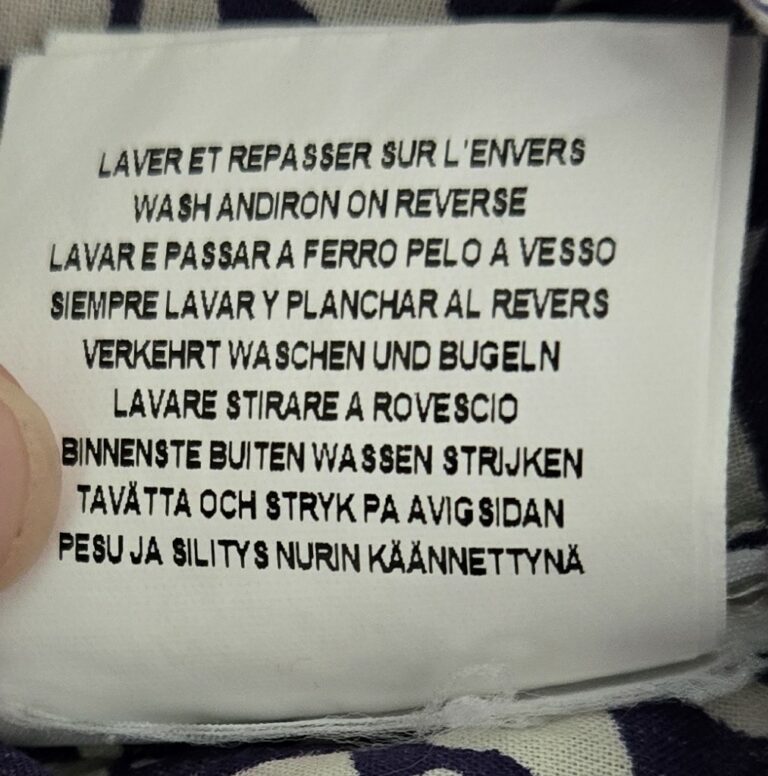 LAVER ET REPASSER SUR L'ENVERS
WASH ANDIRON ON REVERSE
LAVAR E PASSAR A FERRO PELO A VESSO
SIEMPRE LAVAR Y PLANCHAR AL REVERS
VERKEHRT WASCHEN UND BUGELN
LAVARE STIRARE A ROVESCIO
BINNENSTE BUITEN WASSEN STRIJKEN
TAVÄTTA OCH STRYK PA AVIGSIDAN
PESU JA SILITYS NURIN KÄÄNNETTYNÄ